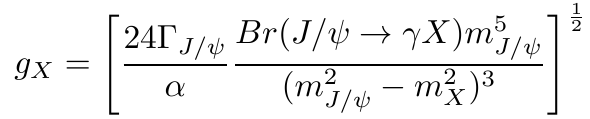 g_X = \left[ \frac{24\Gamma_{J/\psi}}{\alpha} \frac{Br(J/\psi \to \gamma X) m_{J/\psi}^5}{(m_{J/\psi}^2 - m_X^2)^3} \right]^{\frac{1}{2}}